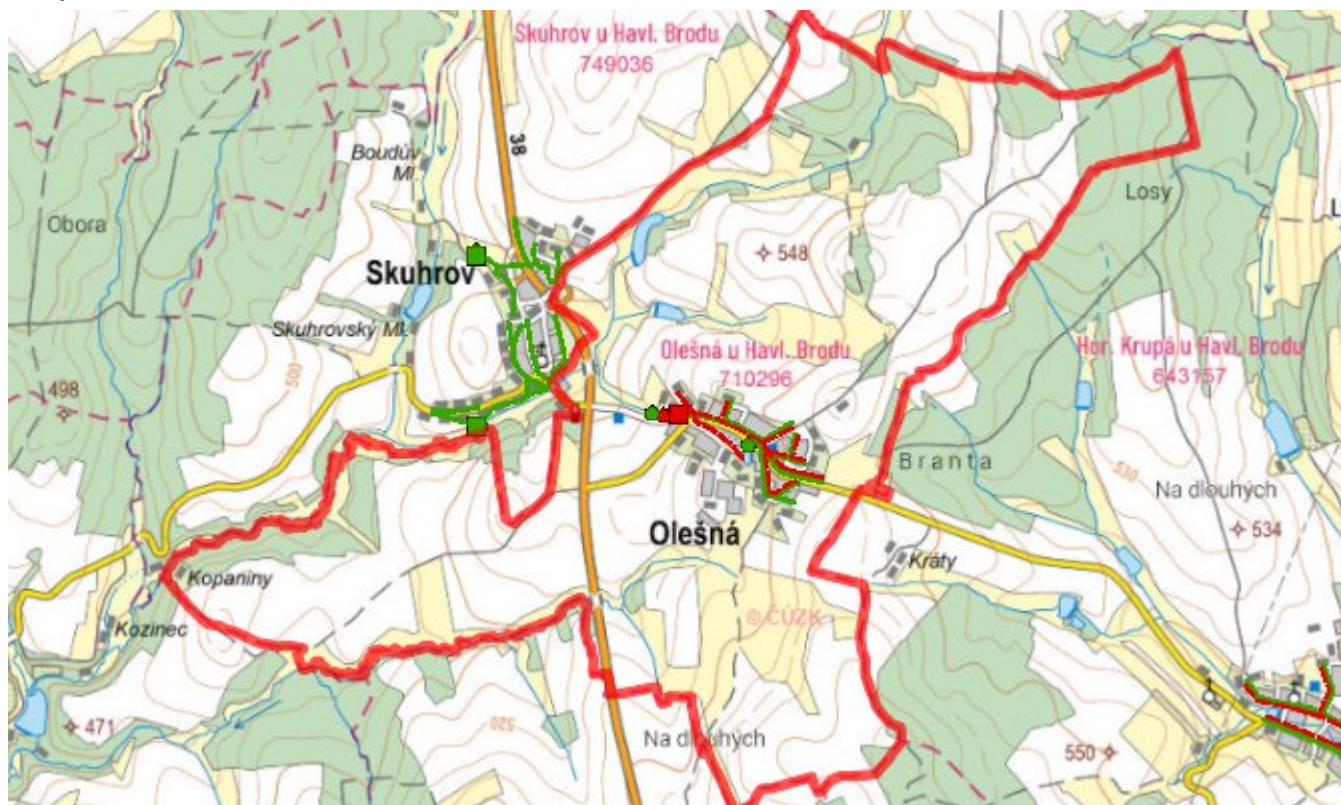 Skuhrov u Havl. Brodu
749036
38
Boudův
Ml.
Obora
Losy
548
Skuhrov
Skuhrovský Ml.
500
498
Olešná u Havl. Brodu
710296
Hor. Krupá u Havl. Brodu
643157
Branta
530
Na dlouhých
534
Olešná
Kráty
Kopaniny
© ČÚZK
Kozinec
471
520
Na dlouhých
550